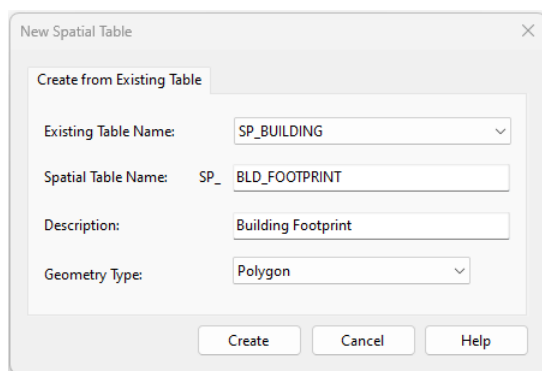 New Spatial Table
Create from Existing Table
Existing Table Name: SP_BUILDING
Spatial Table Name: SP_ BLD_FOOTPRINT
Description: Building Footprint
Geometry Type: Polygon
Create Cancel Help